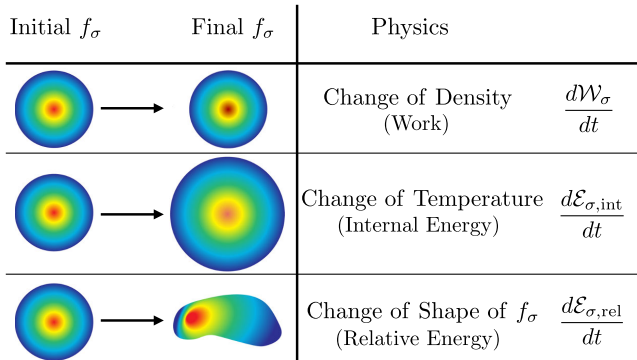 Initial f_σ Final f_σ Physics
Change of Density
(Work)
d𝒲_σ
dt
Change of Temperature
(Internal Energy)
dℰ_σ,int
dt
Change of Shape of f_σ
(Relative Energy)
dℰ_σ,rel
dt